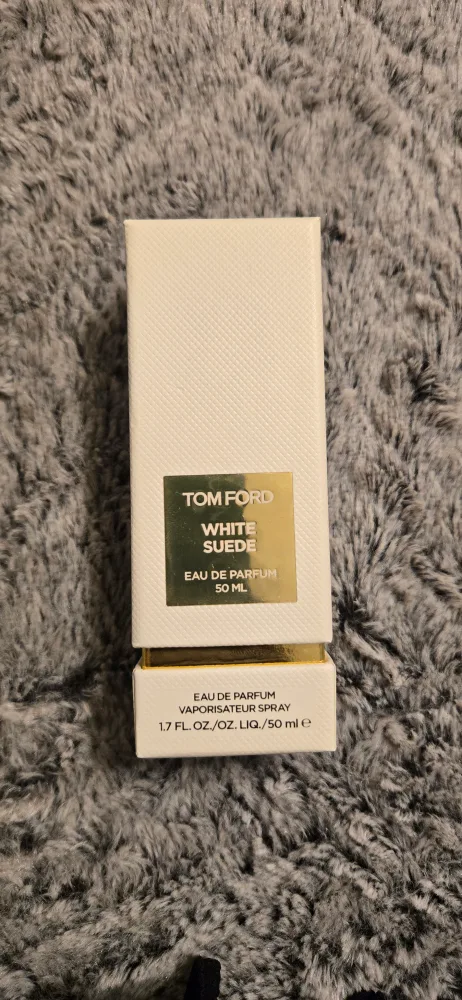 TOM FORD
WHITE
SUEDE
EAU DE PARFUM
50 ML
EAU DE PARFUM
VAPORISATEUR SPRAY
1.7 FL. OZ./OZ. LIQ./50 ml ℮